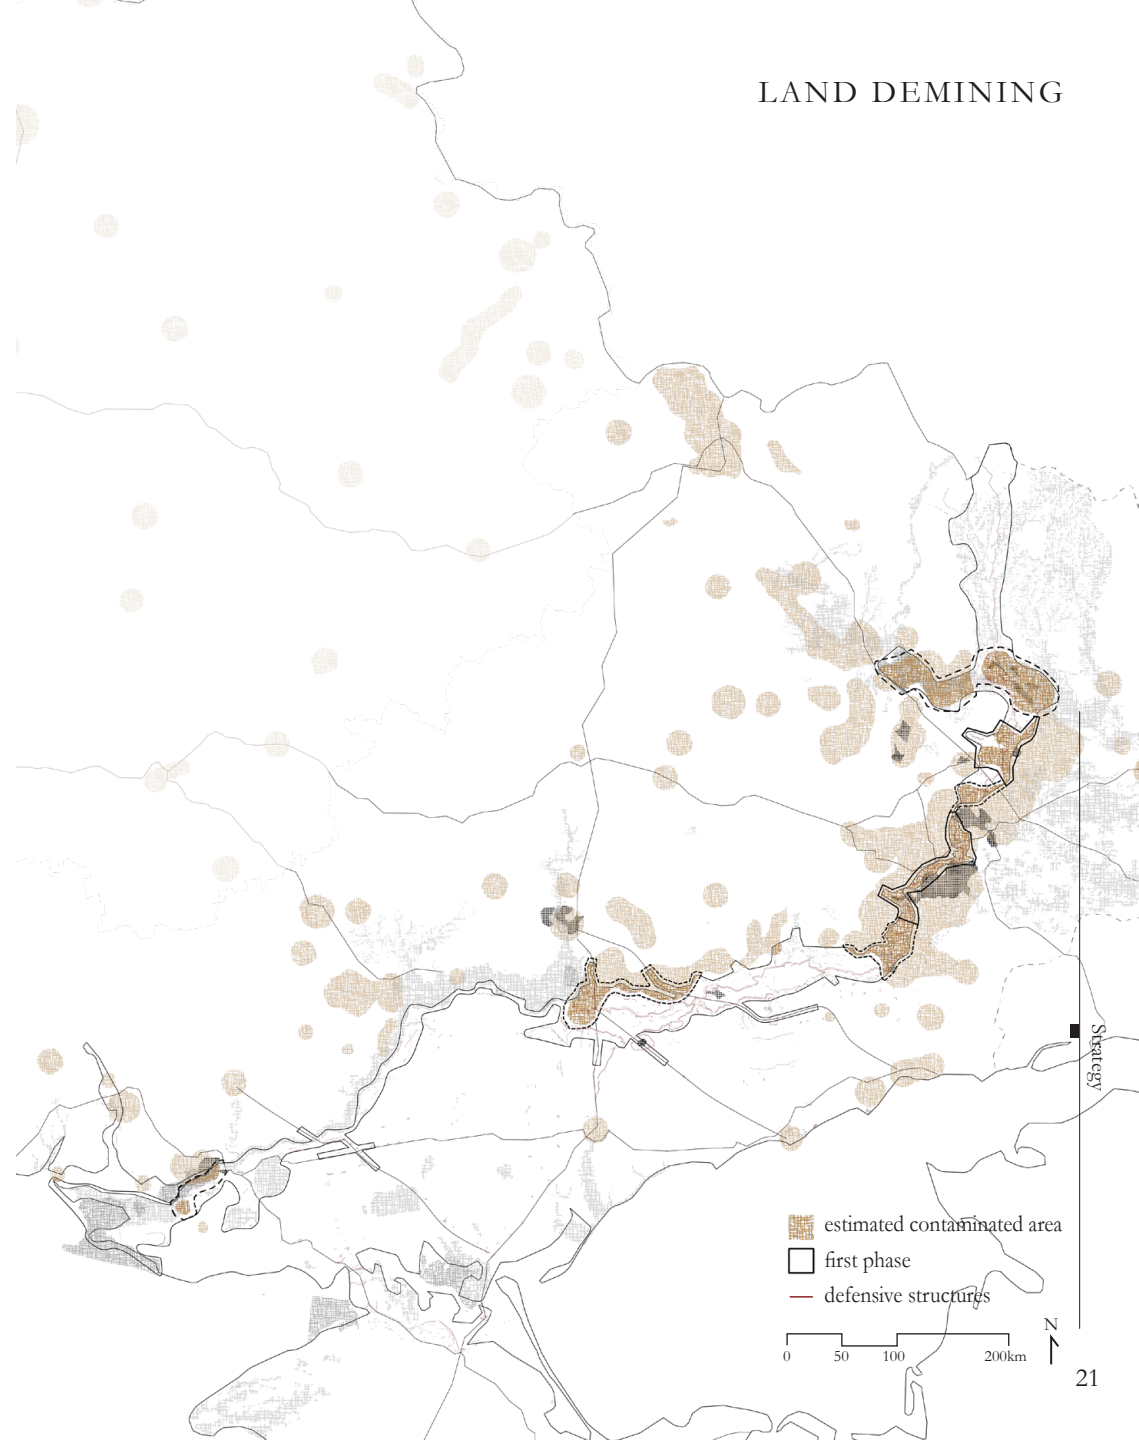 LAND DEMINING
Strategy
estimated contaminated area
first phase
defensive structures
N
0 50 100 200km
21